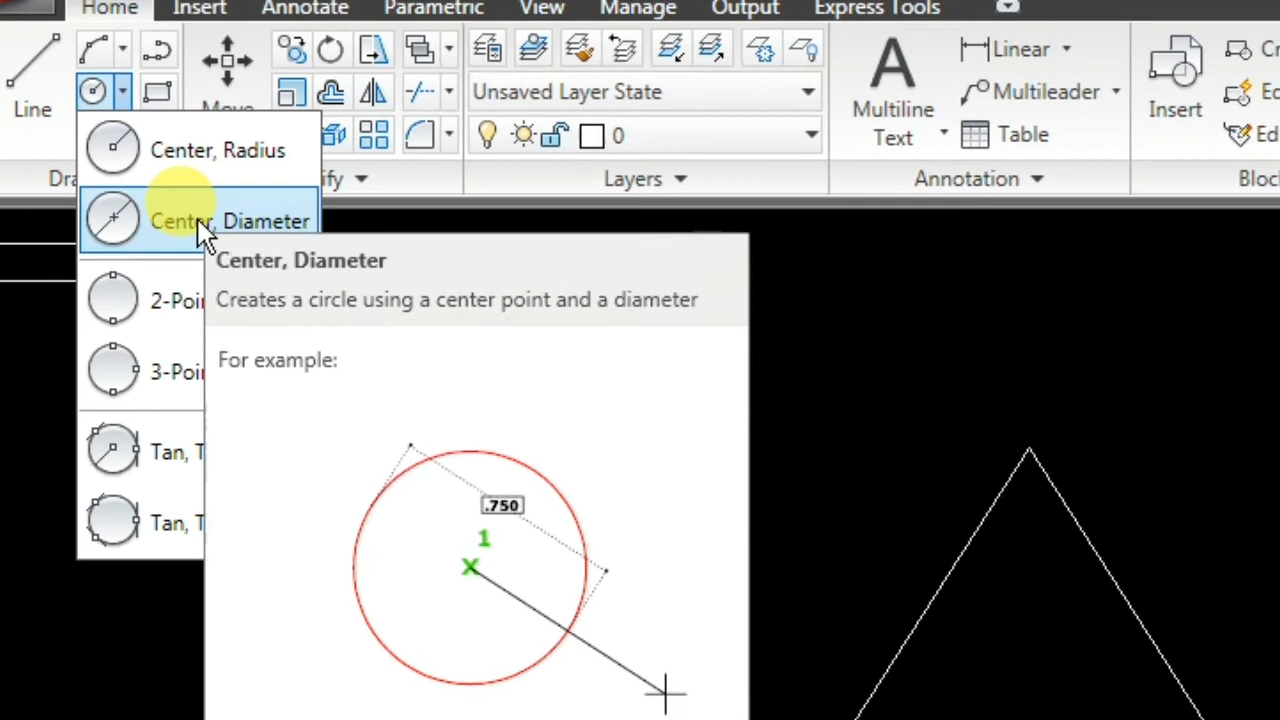 Home Insert Annotate Parametric View Manage Output Express Tools
Line
Move
Unsaved Layer State
0
Multiline
Text
Linear
Multileader
Table
Insert
Layers
Annotation
Center, Radius
Center, Diameter
Center, Diameter
Creates a circle using a center point and a diameter
For example:
.750
1
X